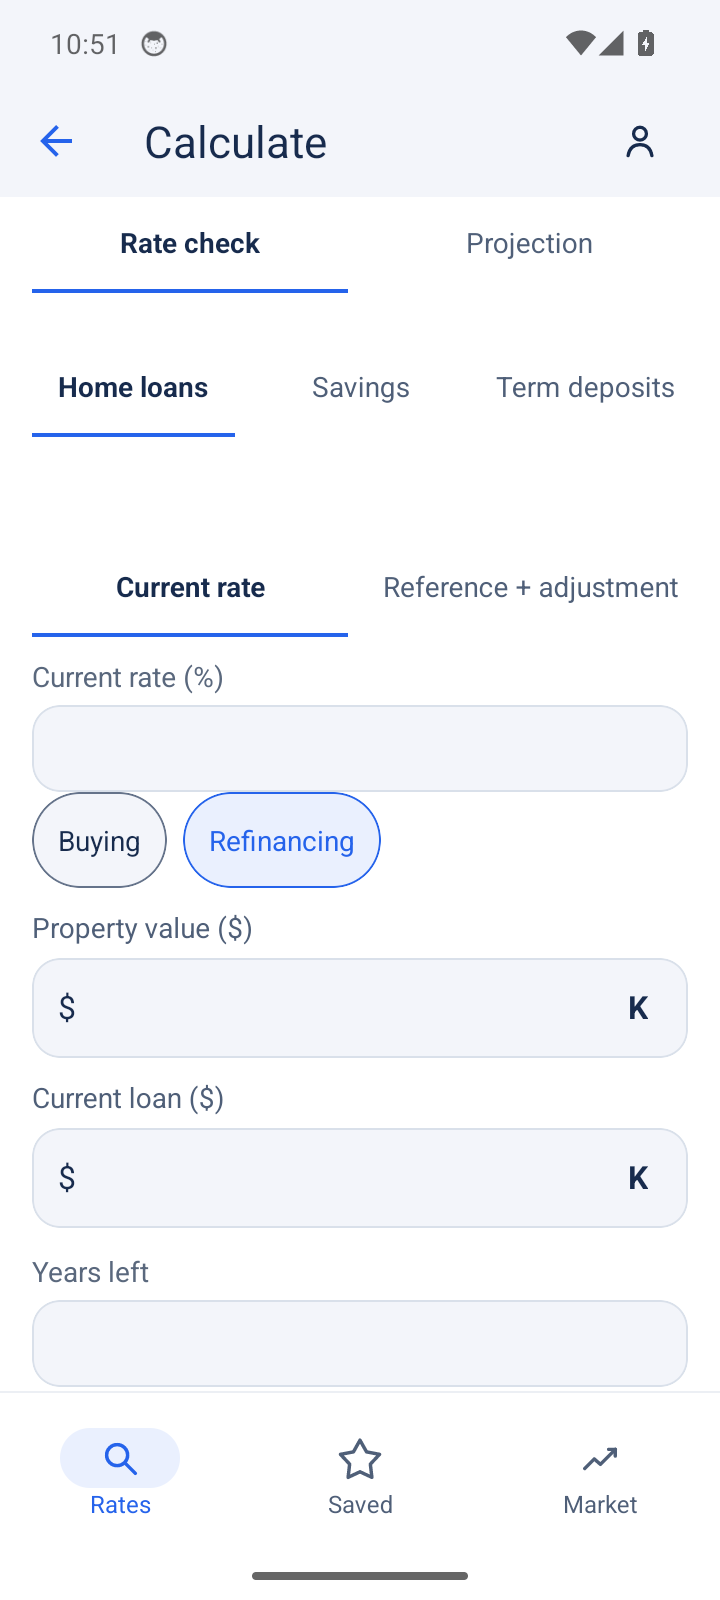 10:51
Calculate
Rate check Projection
Home loans Savings Term deposits
Current rate Reference + adjustment
Current rate (%)
Buying Refinancing
Property value ($)
$ K
Current loan ($)
$ K
Years left
Rates Saved Market